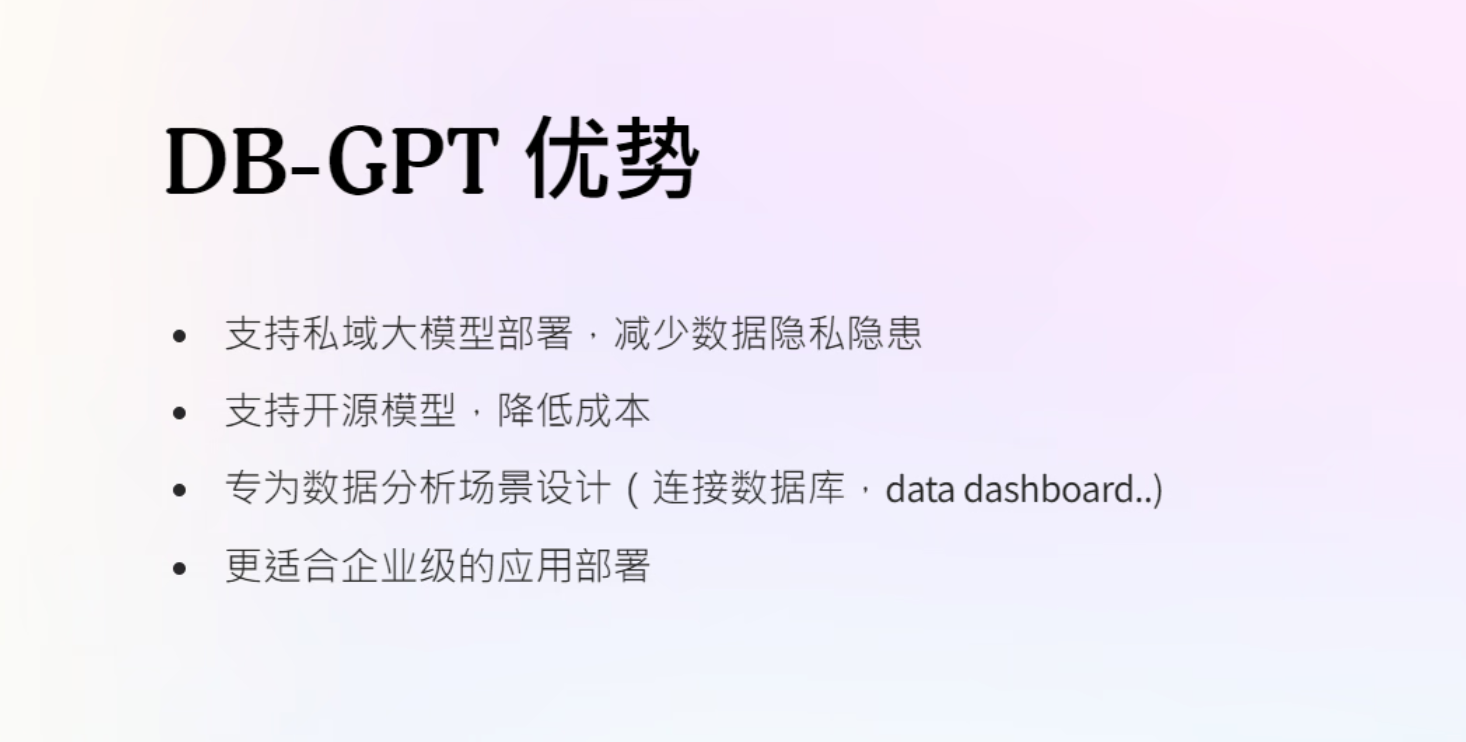 DB-GPT 优势
• 支持私域大模型部署，减少数据隐私隐患
• 支持开源模型，降低成本
• 专为数据分析场景设计（连接数据库，data dashboard..)
• 更适合企业级的应用部署